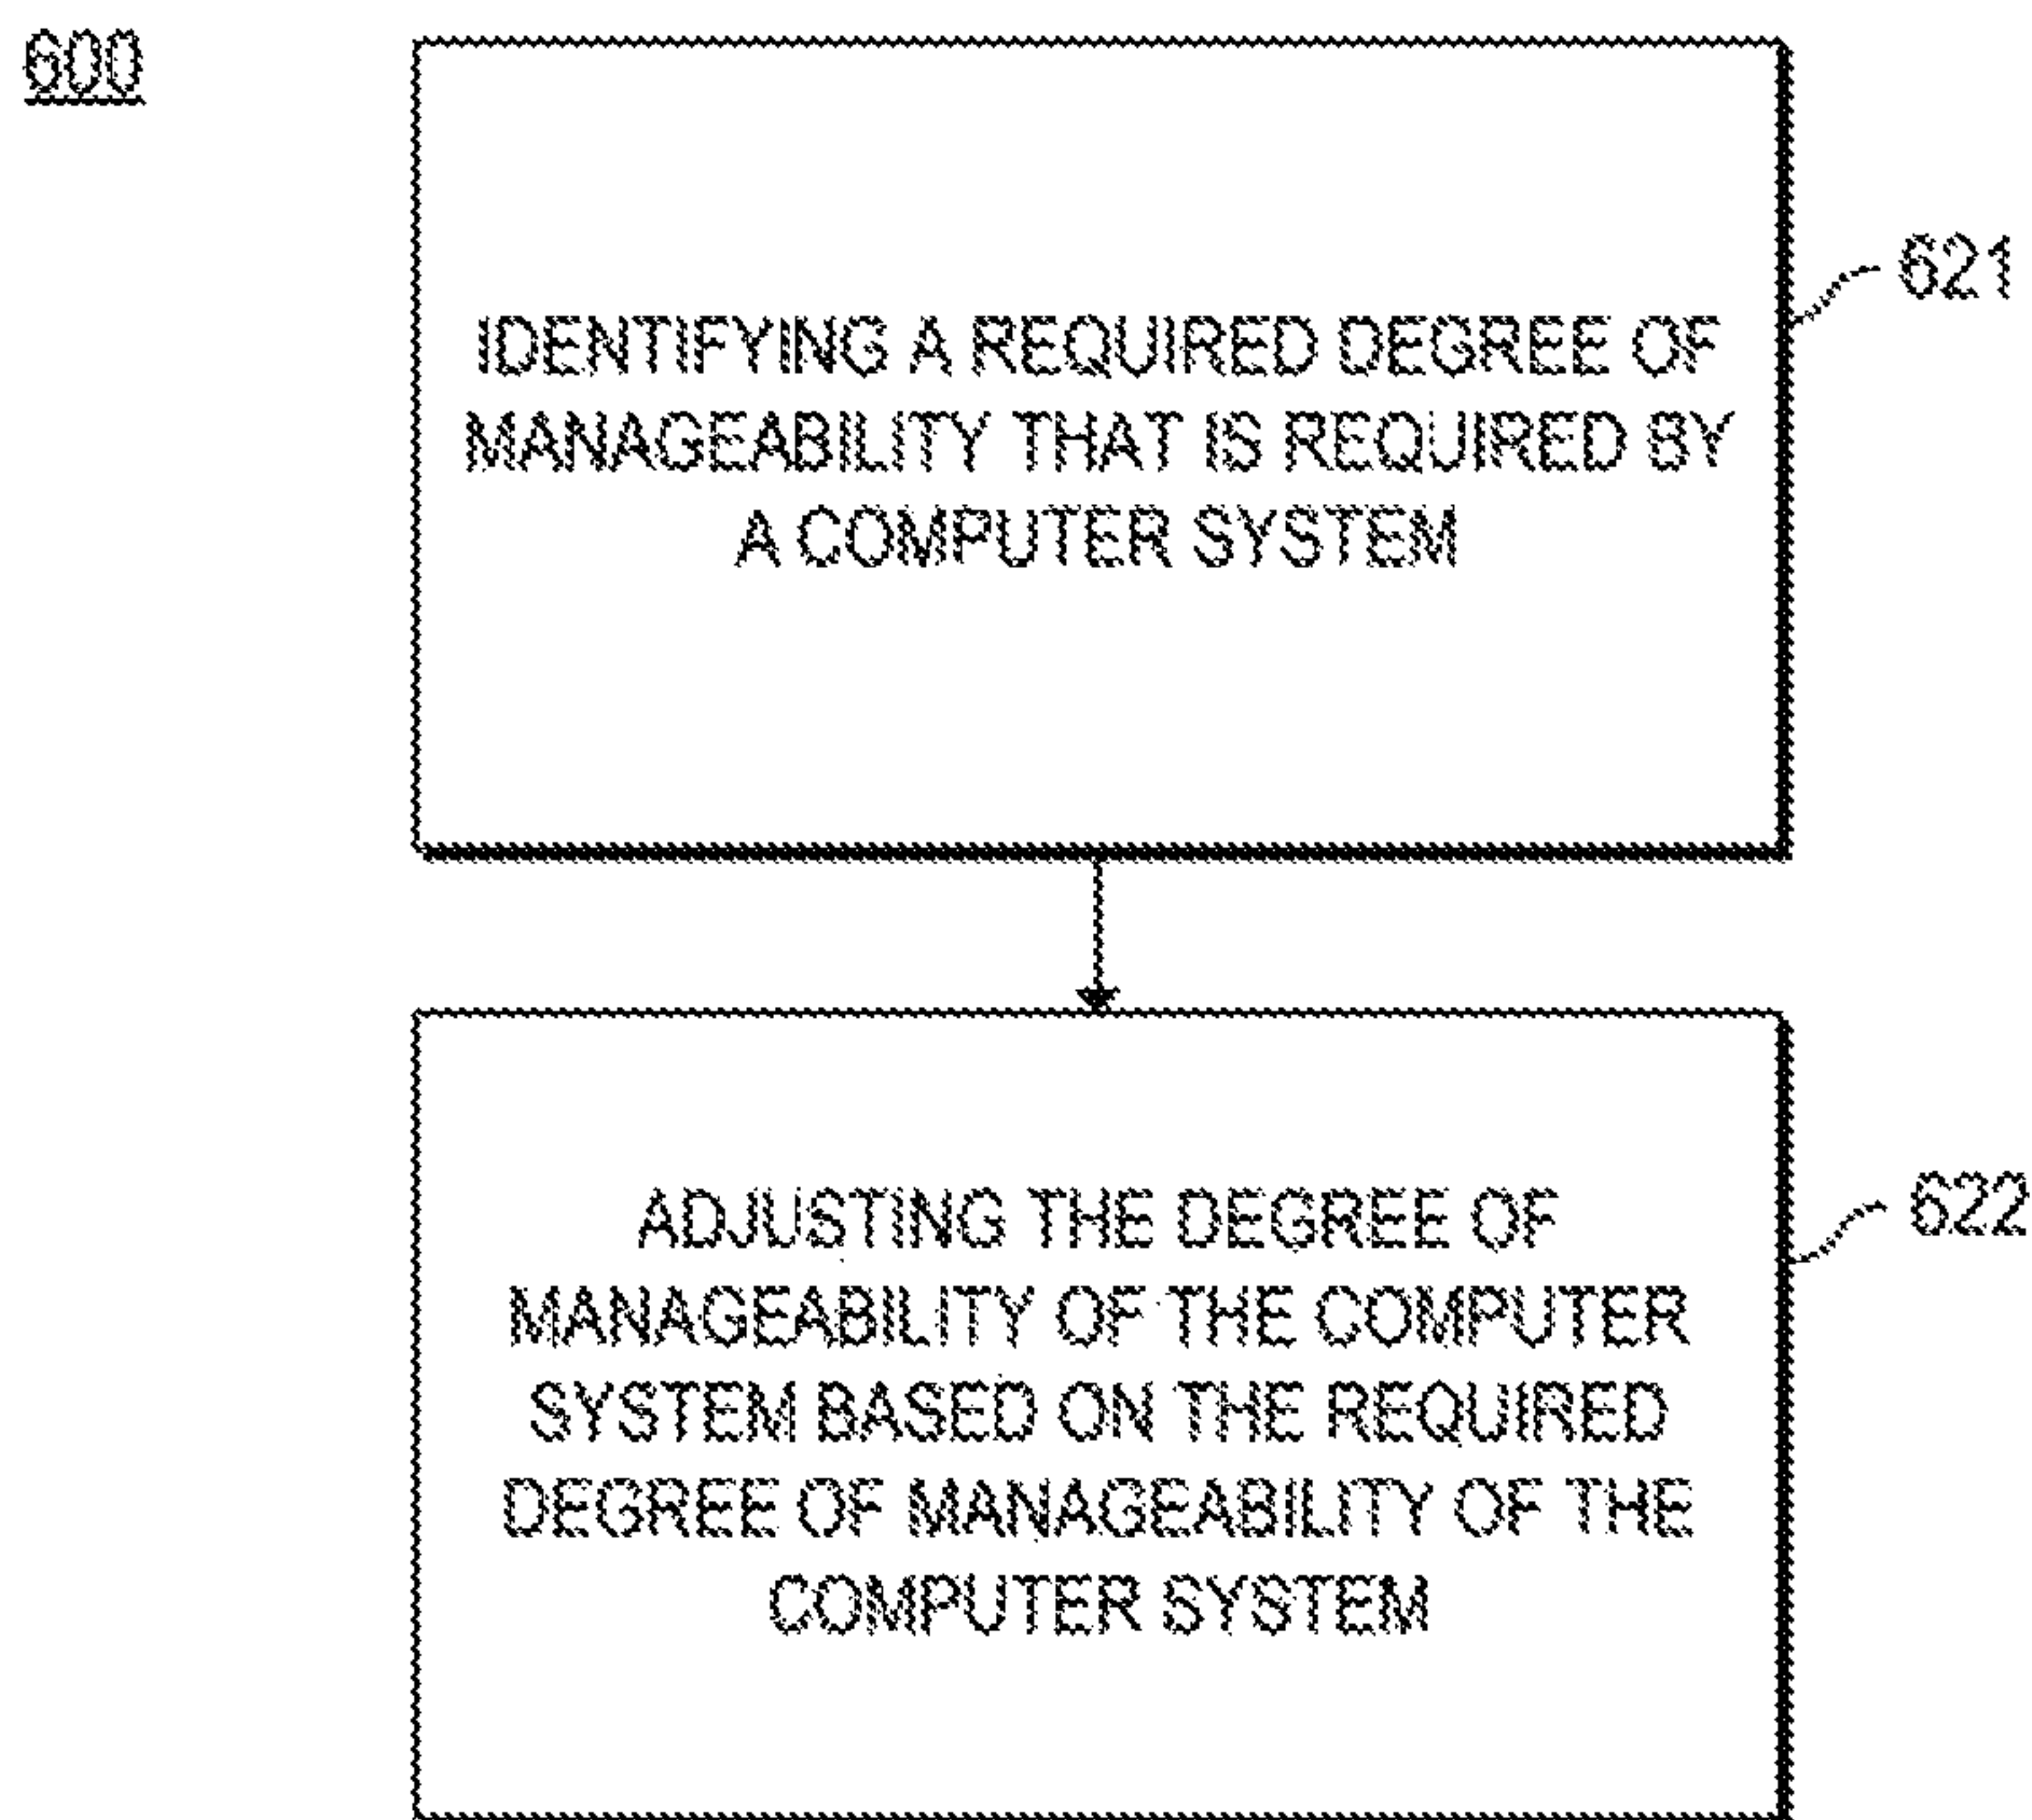 600
IDENTIFYING A REQUIRED DEGREE OF
MANAGEABILITY THAT IS REQUIRED BY
A COMPUTER SYSTEM
621
ADJUSTING THE DEGREE OF
MANAGEABILITY OF THE COMPUTER
SYSTEM BASED ON THE REQUIRED
DEGREE OF MANAGEABILITY OF THE
COMPUTER SYSTEM
622